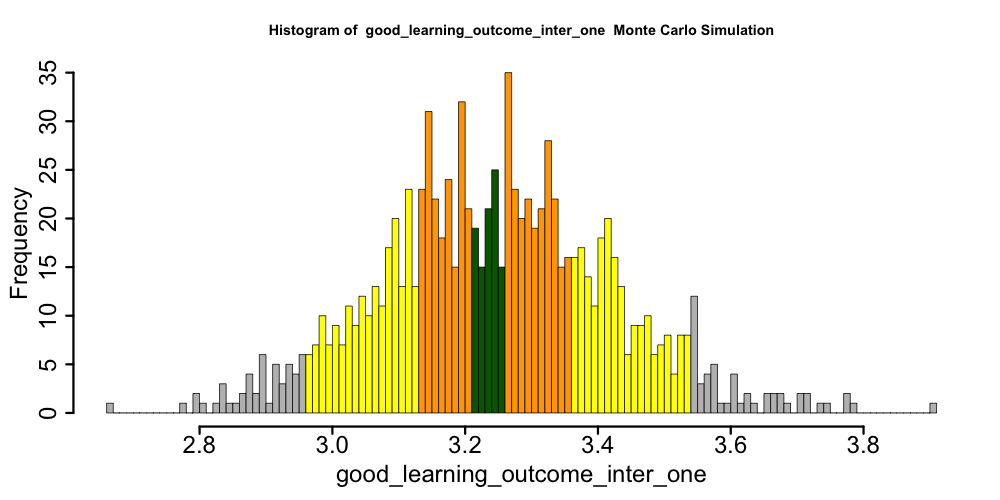 Histogram of good_learning_outcome_inter_one Monte Carlo Simulation
Frequency
35
30
25
20
15
10
5
0
2.8 3.0 3.2 3.4 3.6 3.8
good_learning_outcome_inter_one